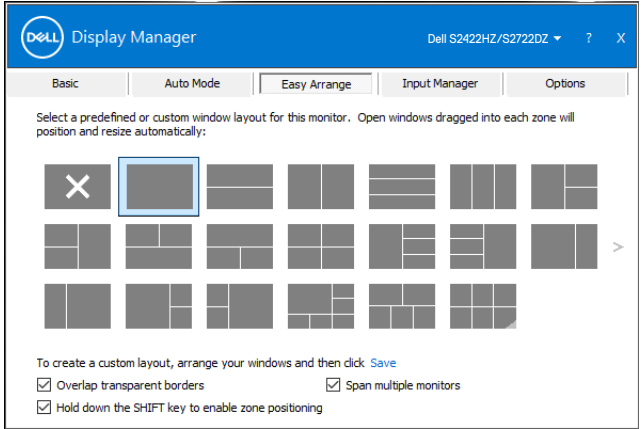 DELL Display Manager Dell S2422HZ/S2722DZ ? X
Basic Auto Mode Easy Arrange Input Manager Options
Select a predefined or custom window layout for this monitor. Open windows dragged into each zone will
position and resize automatically:
>
To create a custom layout, arrange your windows and then click Save
Overlap transparent borders Span multiple monitors
Hold down the SHIFT key to enable zone positioning